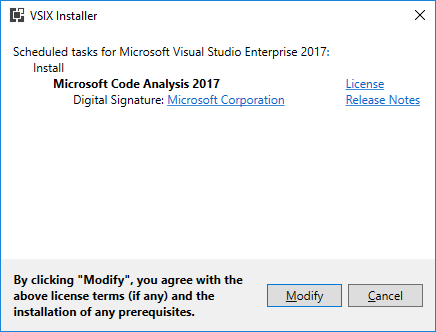 VSIX Installer
Scheduled tasks for Microsoft Visual Studio Enterprise 2017:
Install
Microsoft Code Analysis 2017 License
Digital Signature: Microsoft Corporation Release Notes
By clicking "Modify", you agree with the
above license terms (if any) and the
installation of any prerequisites.
Modify Cancel